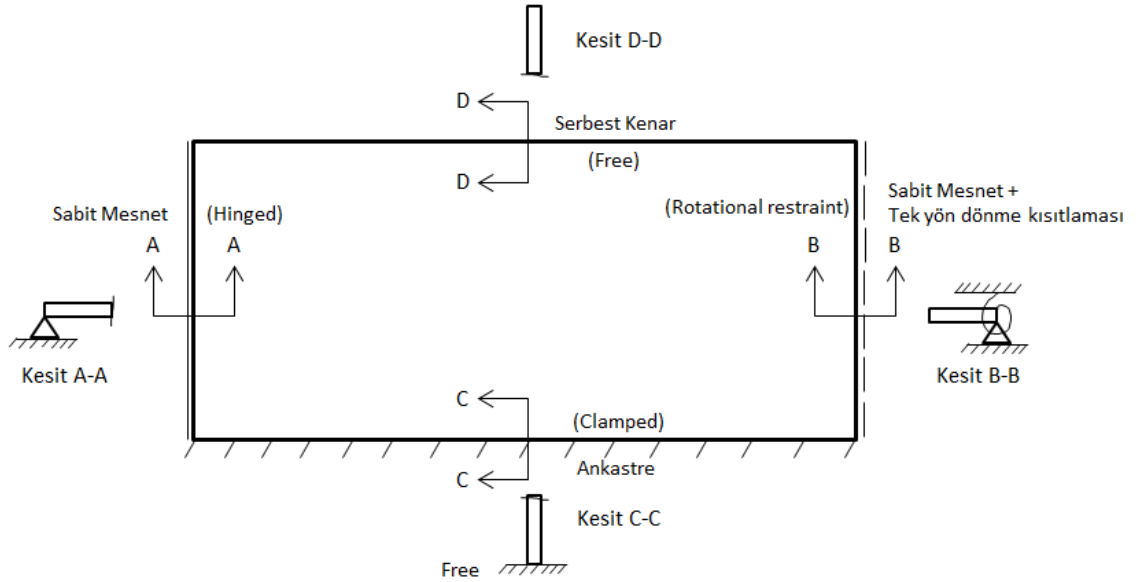 Kesit D-D
D
Serbest Kenar
(Free)
D
Sabit Mesnet
(Hinged)
(Rotational restraint)
Sabit Mesnet +
Tek yön dönme kısıtlaması
A
A
B
B
Kesit A-A
Kesit B-B
C
(Clamped)
Ankastre
C
Kesit C-C
Free